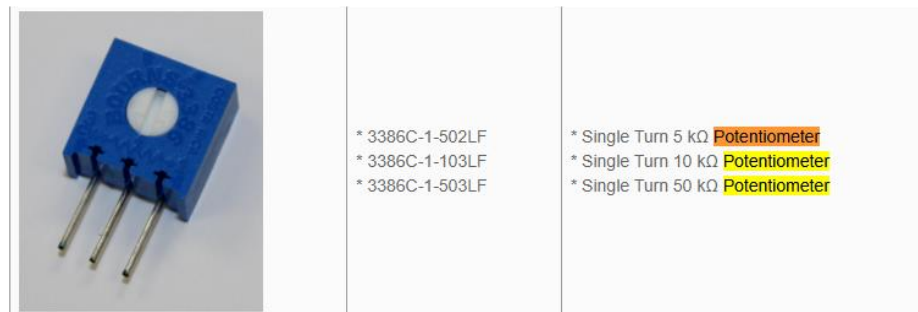 BOURNS
* 3386C-1-502LF
* 3386C-1-103LF
* 3386C-1-503LF
* Single Turn 5 kΩ Potentiometer
* Single Turn 10 kΩ Potentiometer
* Single Turn 50 kΩ Potentiometer